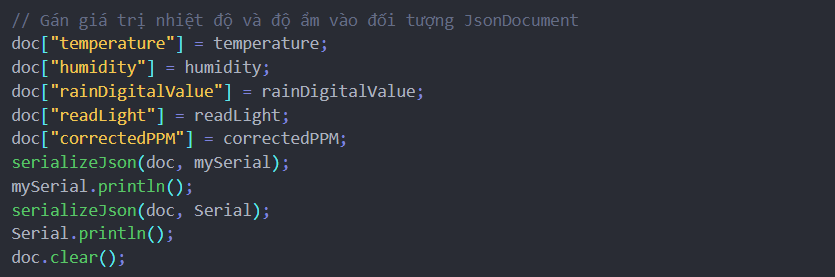 // Gán giá trị nhiệt độ và độ ẩm vào đối tượng JsonDocument
doc["temperature"] = temperature;
doc["humidity"] = humidity;
doc["rainDigitalValue"] = rainDigitalValue;
doc["readLight"] = readLight;
doc["correctedPPM"] = correctedPPM;
serializeJson(doc, mySerial);
mySerial.println();
serializeJson(doc, Serial);
Serial.println();
doc.clear();